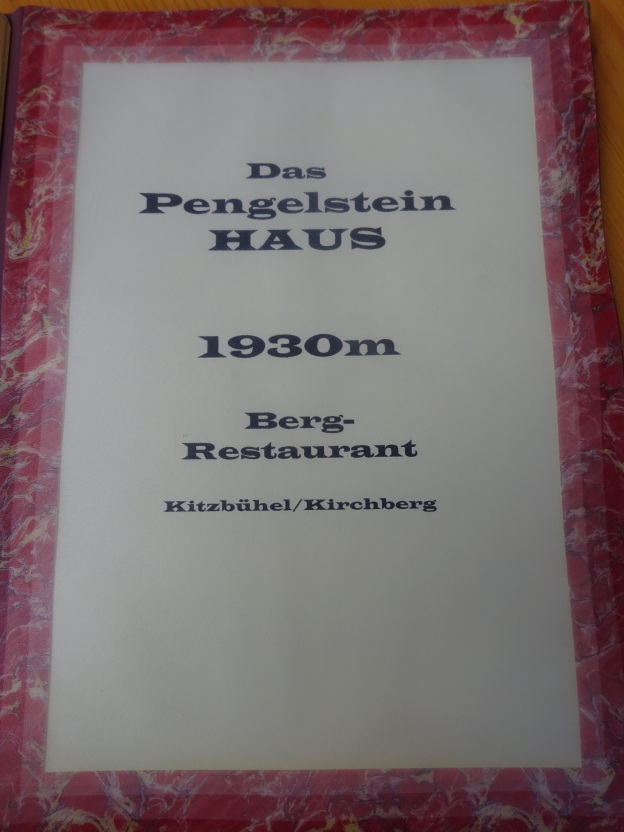 Das
Pengelstein
HAUS
1930m
Berg-
Restaurant
Kitzbühel/Kirchberg